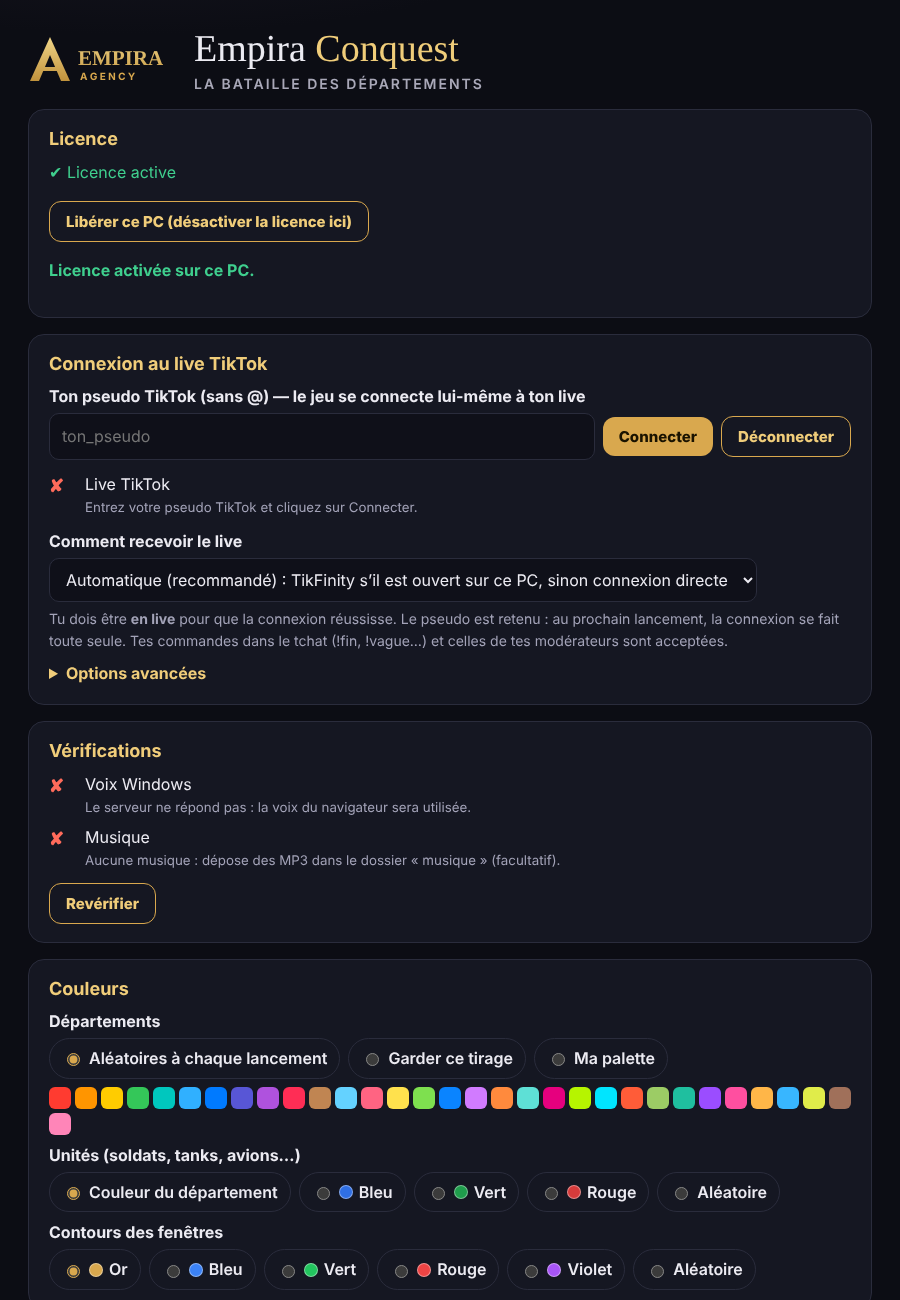 EMPIRA
AGENCY
Empira Conquest
LA BATAILLE DES DÉPARTEMENTS
Licence
✔ Licence active
Libérer ce PC (désactiver la licence ici)
Licence activée sur ce PC.
Connexion au live TikTok
Ton pseudo TikTok (sans @) — le jeu se connecte lui-même à ton live
ton_pseudo
Connecter
Déconnecter
✘ Live TikTok
Entrez votre pseudo TikTok et cliquez sur Connecter.
Comment recevoir le live
Automatique (recommandé) : TikFinity s’il est ouvert sur ce PC, sinon connexion directe
Tu dois être en live pour que la connexion réussisse. Le pseudo est retenu : au prochain lancement, la connexion se fait
toute seule. Tes commandes dans le tchat (!fin, !vague…) et celles de tes modérateurs sont acceptées.
Options avancées
Vérifications
✘ Voix Windows
Le serveur ne répond pas : la voix du navigateur sera utilisée.
✘ Musique
Aucune musique : dépose des MP3 dans le dossier « musique » (facultatif).
Revérifier
Couleurs
Départements
Aléatoires à chaque lancement
Garder ce tirage
Ma palette
Unités (soldats, tanks, avions…)
Couleur du département
Bleu
Vert
Rouge
Aléatoire
Contours des fenêtres
Or
Bleu
Vert
Rouge
Violet
Aléatoire